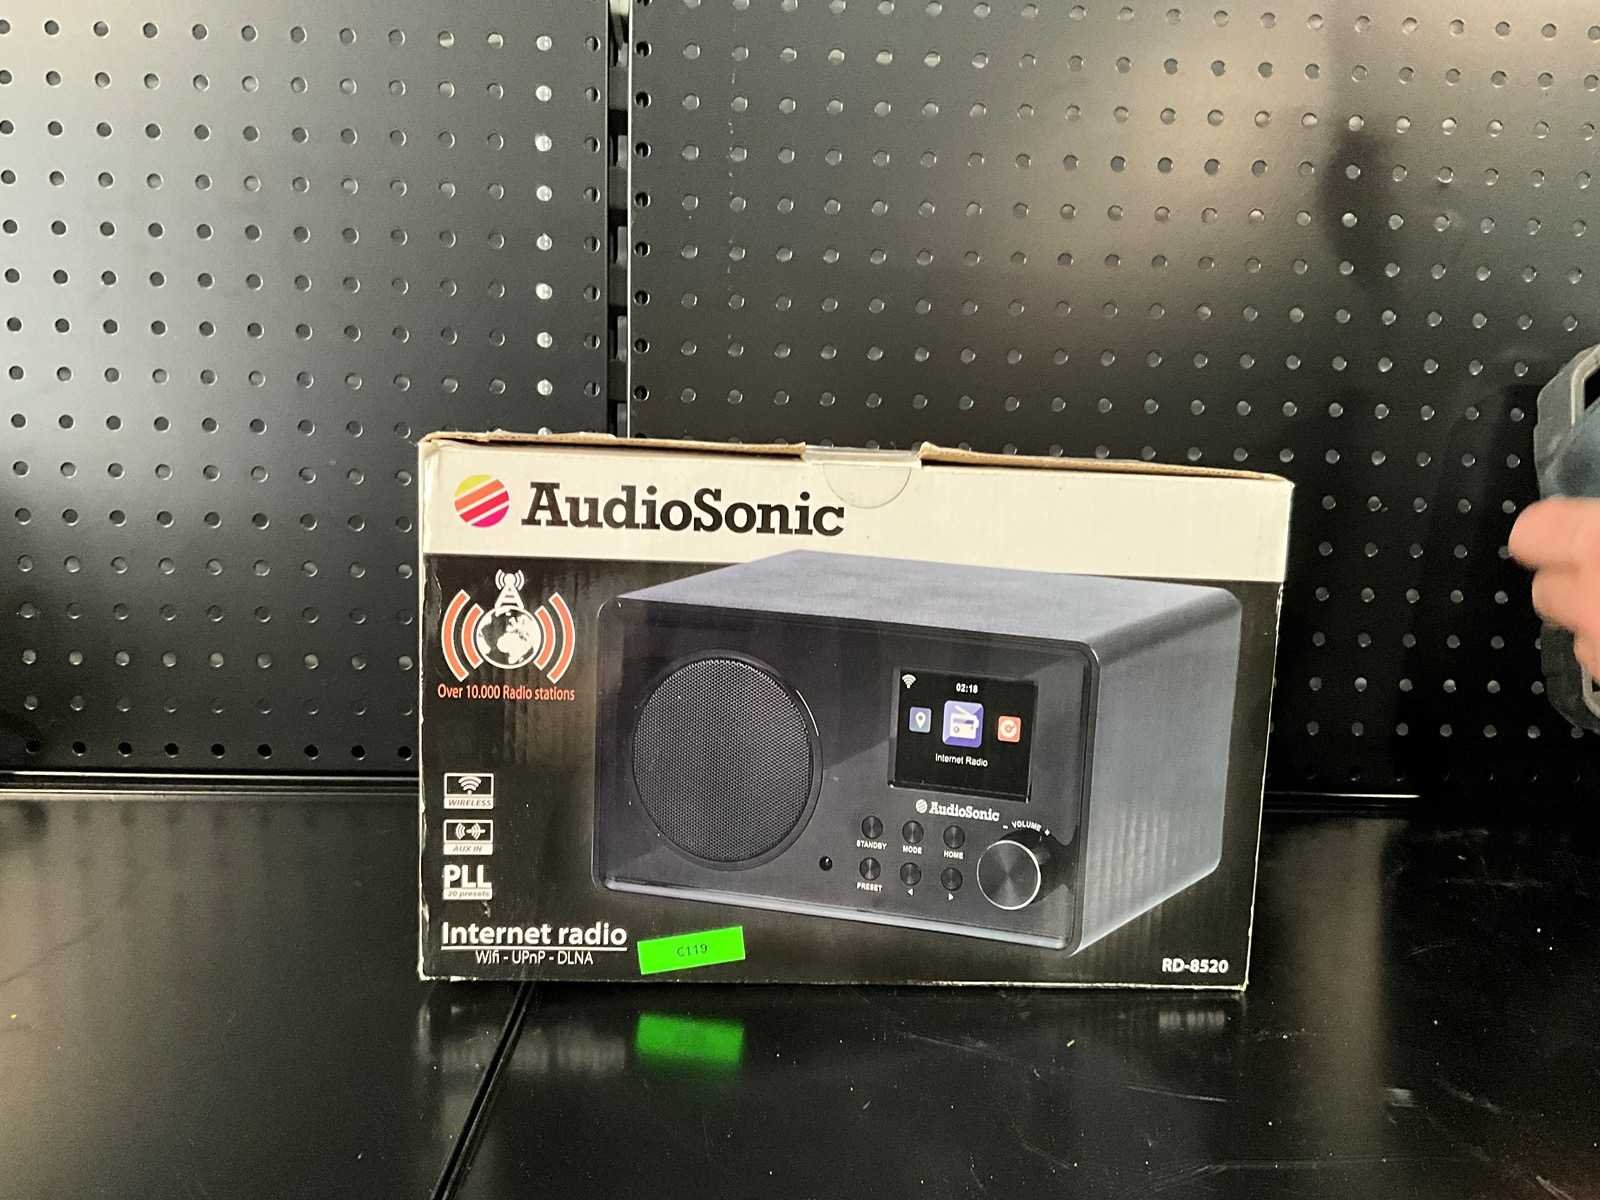 AudioSonic
Over 10.000 Radio stations
02:18
Internet Radio
AudioSonic
- VOLUME +
STANDBY
MODE
HOME
PRESET
WIRELESS
AUX IN
PLL
20 presets
Internet radio
Wifi - UPnP - DLNA
C119
RD-8520